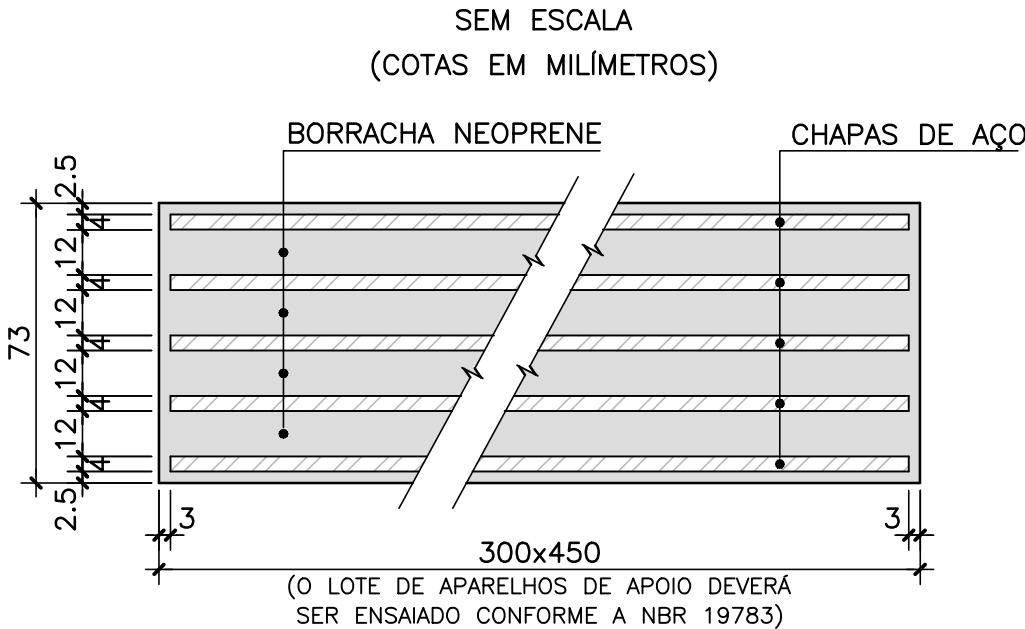 SEM ESCALA
(COTAS EM MILÍMETROS)
BORRACHA NEOPRENE
CHAPAS DE AÇO
2.5
4
12
4
12
4
12
4
12
4
2.5
73
3
3
300x450
(O LOTE DE APARELHOS DE APOIO DEVERÁ
SER ENSAIADO CONFORME A NBR 19783)